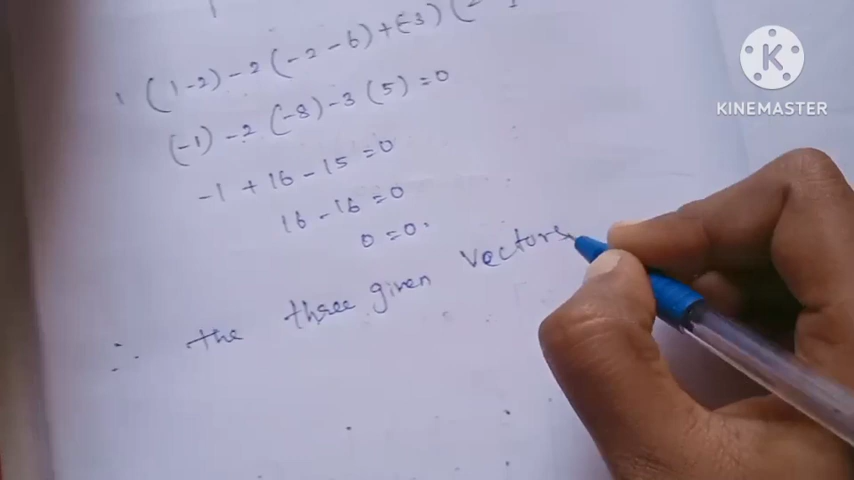 1 (1-2) -2 (-2-6) + (-3) (2
(-1) -2 (-8) -3 (5) =0
-1 + 16 - 15 =0
16 - 16 =0
0 =0.
∴ the three given vectors
K
KINEMASTER